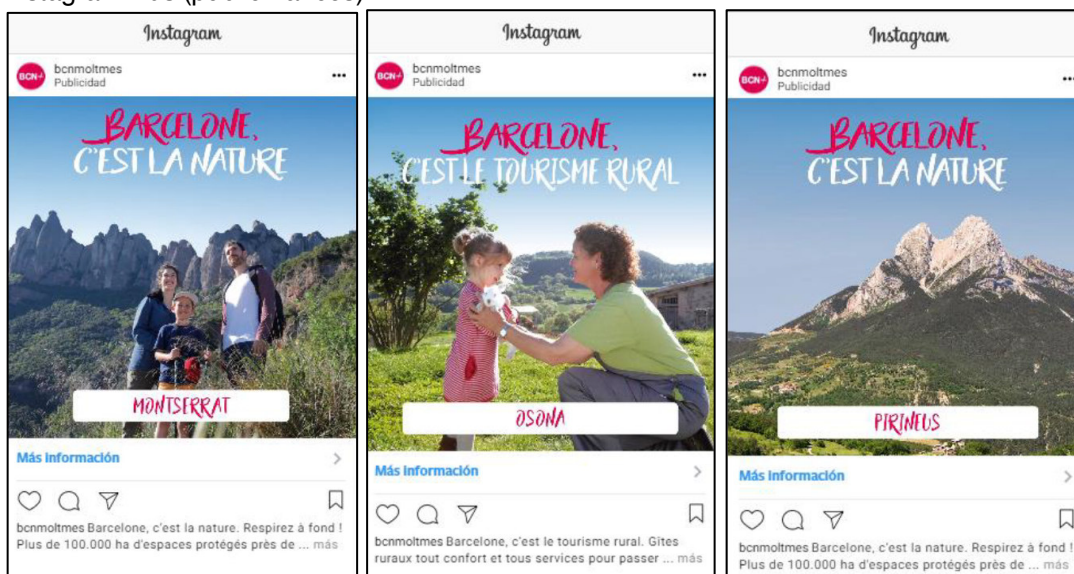 Instagram
BCN+
bcnmoltmes
Publicidad
BARCELONE,
C'EST LA NATURE
MONTSERRAT
Más información
bcnmoltmes Barcelone, c'est la nature. Respirez à fond !
Plus de 100.000 ha d'espaces protégés près de ... más
Instagram
BCN+
bcnmoltmes
Publicidad
BARCELONE,
C'EST LE TOURISME RURAL
OSONA
Más información
bcnmoltmes Barcelone, c'est le tourisme rural. Gîtes
ruraux tout confort et tous services pour passer ... más
Instagram
BCN+
bcnmoltmes
Publicidad
BARCELONE,
C'EST LA NATURE
PIRINEUS
Más información
bcnmoltmes Barcelone, c'est la nature. Respirez à fond !
Plus de 100.000 ha d'espaces protégés près de ... más